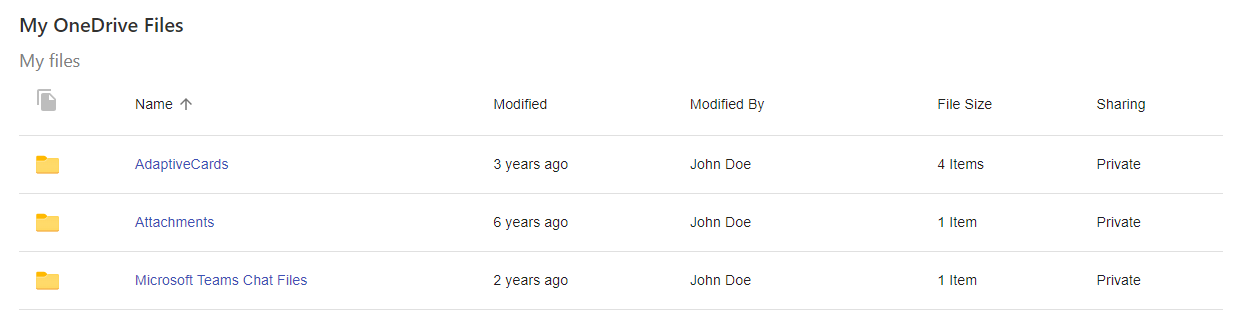 My OneDrive Files
My files
Name Modified Modified By File Size Sharing
AdaptiveCards 3 years ago John Doe 4 Items Private
Attachments 6 years ago John Doe 1 Item Private
Microsoft Teams Chat Files 2 years ago John Doe 1 Item Private